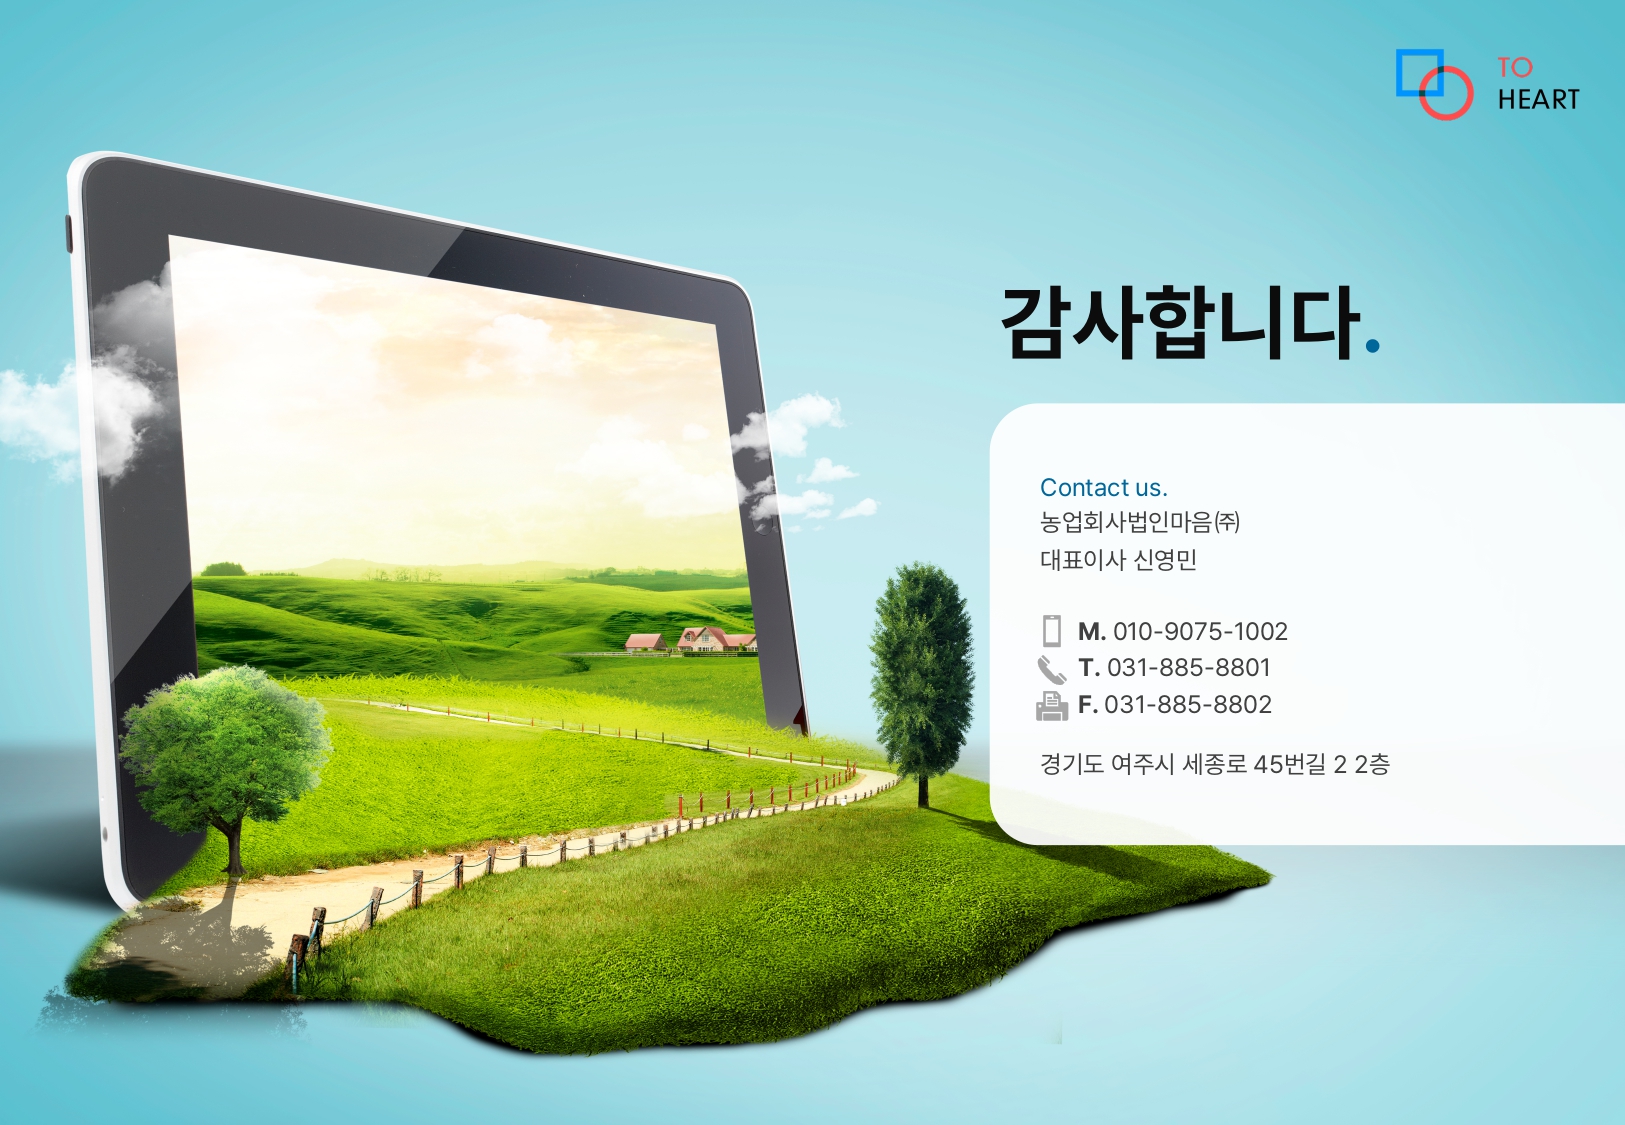 TO
HEART
감사합니다.
Contact us.
농업회사법인마음㈜
대표이사 신영민
M. 010-9075-1002
T. 031-885-8801
F. 031-885-8802
경기도 여주시 세종로 45번길 2 2층